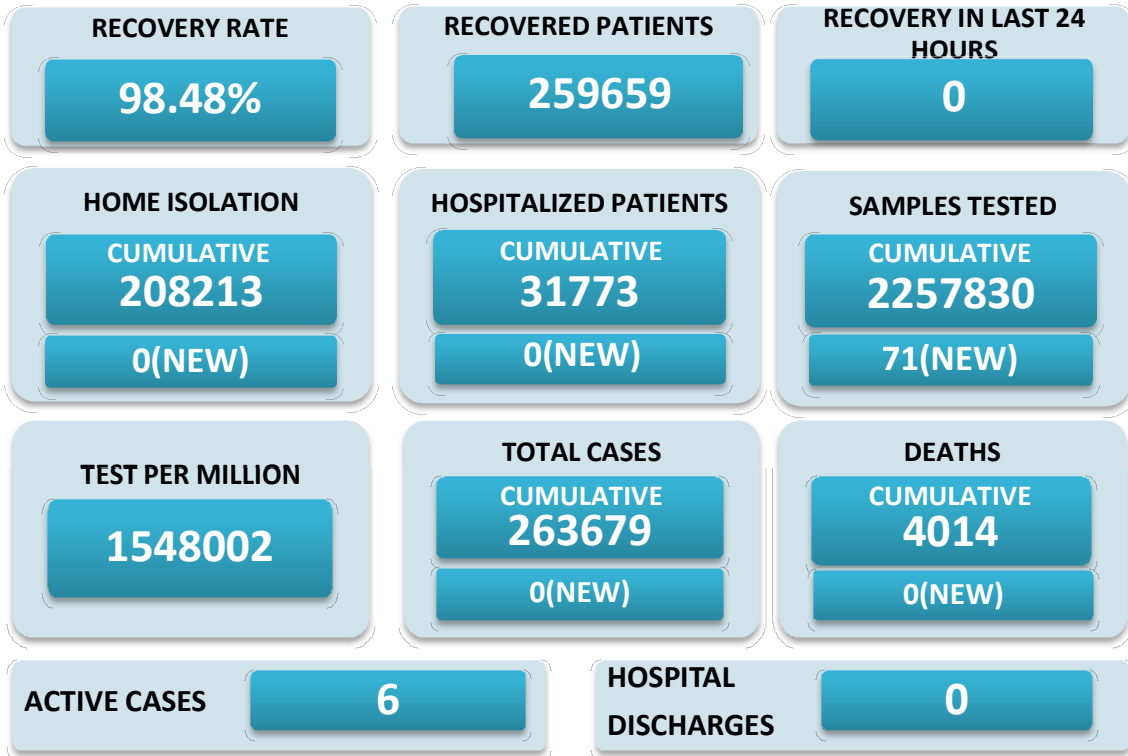 RECOVERY RATE
98.48%
RECOVERED PATIENTS
259659
RECOVERY IN LAST 24
HOURS
0
HOME ISOLATION
CUMULATIVE
208213
0(NEW)
HOSPITALIZED PATIENTS
CUMULATIVE
31773
0(NEW)
SAMPLES TESTED
CUMULATIVE
2257830
71(NEW)
TEST PER MILLION
1548002
TOTAL CASES
CUMULATIVE
263679
0(NEW)
DEATHS
CUMULATIVE
4014
0(NEW)
ACTIVE CASES
6
HOSPITAL
DISCHARGES
0